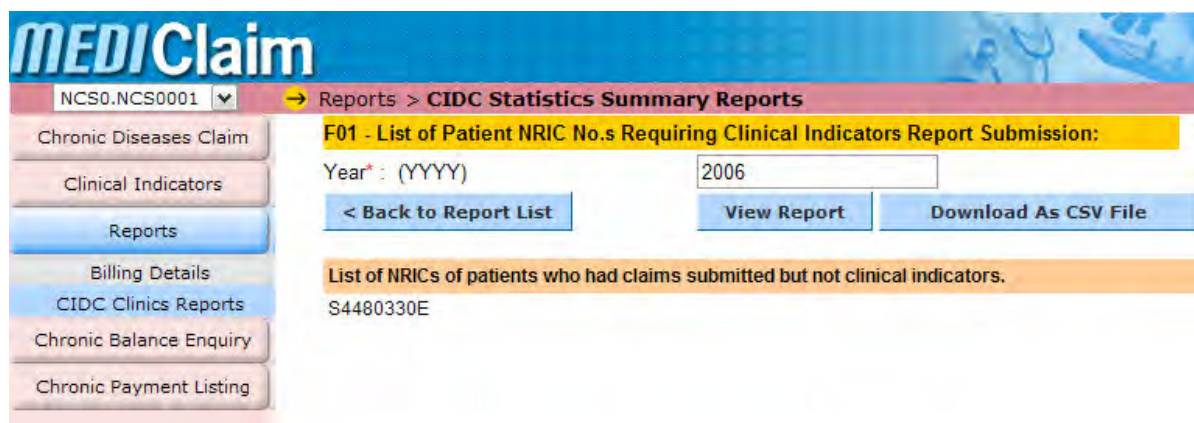 MEDIClaim
NCS0.NCS0001
→ Reports > CIDC Statistics Summary Reports
Chronic Diseases Claim
Clinical Indicators
Reports
Billing Details
CIDC Clinics Reports
Chronic Balance Enquiry
Chronic Payment Listing
F01 - List of Patient NRIC No.s Requiring Clinical Indicators Report Submission:
Year* : (YYYY) 2006
< Back to Report List View Report Download As CSV File
List of NRICs of patients who had claims submitted but not clinical indicators.
S4480330E